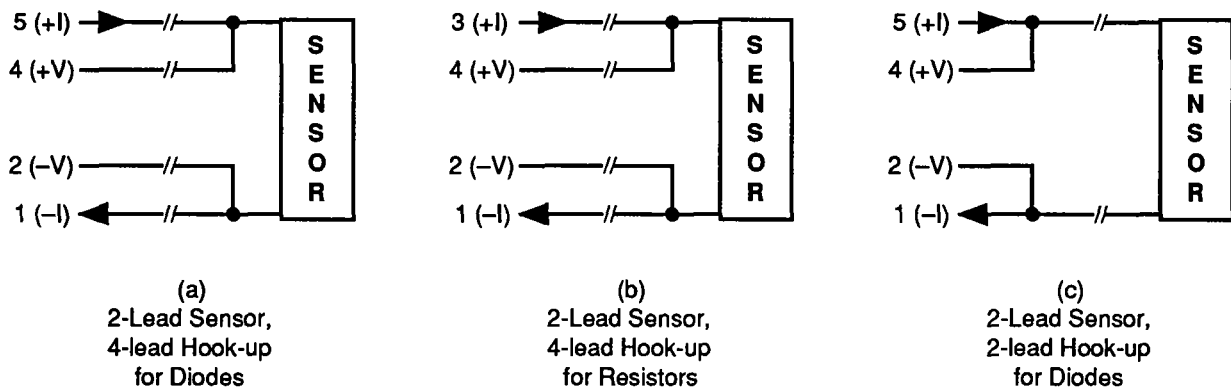 5 (+I)
4 (+V)
2 (–V)
1 (–I)
SENSOR
(a)
2-Lead Sensor,
4-lead Hook-up
for Diodes
3 (+I)
4 (+V)
2 (–V)
1 (–I)
SENSOR
(b)
2-Lead Sensor,
4-lead Hook-up
for Resistors
5 (+I)
4 (+V)
2 (–V)
1 (–I)
SENSOR
(c)
2-Lead Sensor,
2-lead Hook-up
for Diodes